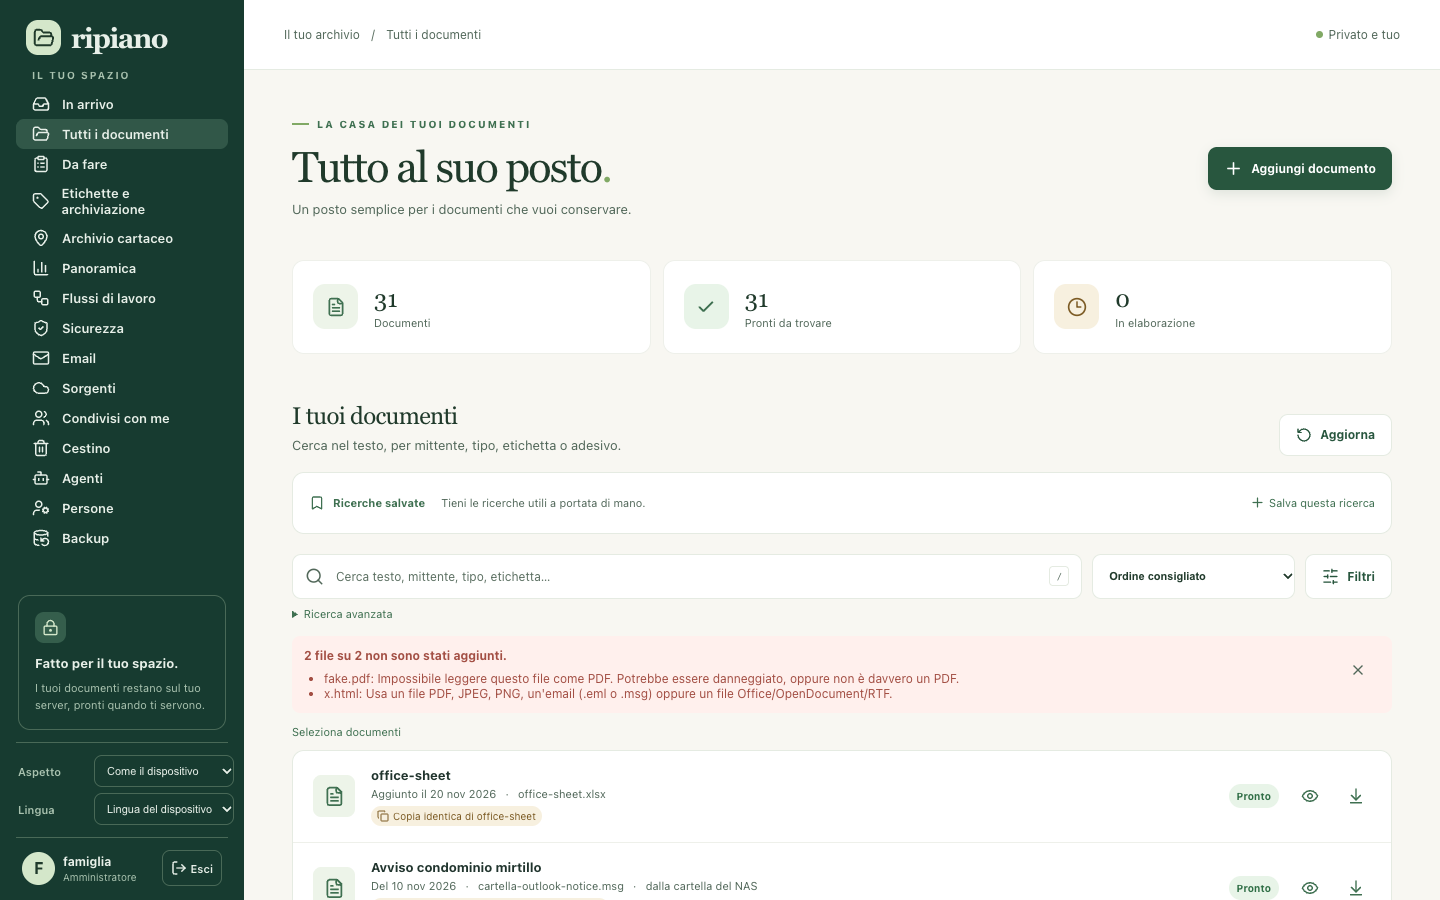 ripiano
IL TUO SPAZIO
In arrivo
Tutti i documenti
Da fare
Etichette e
archiviazione
Archivio cartaceo
Panoramica
Flussi di lavoro
Sicurezza
Email
Sorgenti
Condivisi con me
Cestino
Agenti
Persone
Backup
Fatto per il tuo spazio.
I tuoi documenti restano sul tuo
server, pronti quando ti servono.
Aspetto
Come il dispositivo
Lingua
Lingua del dispositivo
F
famiglia
Amministratore
Esci
Il tuo archivio / Tutti i documenti
Privato e tuo
LA CASA DEI TUOI DOCUMENTI
Tutto al suo posto.
Un posto semplice per i documenti che vuoi conservare.
Aggiungi documento
31
Documenti
31
Pronti da trovare
0
In elaborazione
I tuoi documenti
Cerca nel testo, per mittente, tipo, etichetta o adesivo.
Aggiorna
Ricerche salvate
Tieni le ricerche utili a portata di mano.
Salva questa ricerca
Cerca testo, mittente, tipo, etichetta...
/
Ordine consigliato
Filtri
Ricerca avanzata
2 file su 2 non sono stati aggiunti.
• fake.pdf: Impossibile leggere questo file come PDF. Potrebbe essere danneggiato, oppure non è davvero un PDF.
• x.html: Usa un file PDF, JPEG, PNG, un'email (.eml o .msg) oppure un file Office/OpenDocument/RTF.
Seleziona documenti
office-sheet
Aggiunto il 20 nov 2026 · office-sheet.xlsx
Copia identica di office-sheet
Pronto
Avviso condominio mirtillo
Del 10 nov 2026 · cartella-outlook-notice.msg · dalla cartella del NAS
Pronto